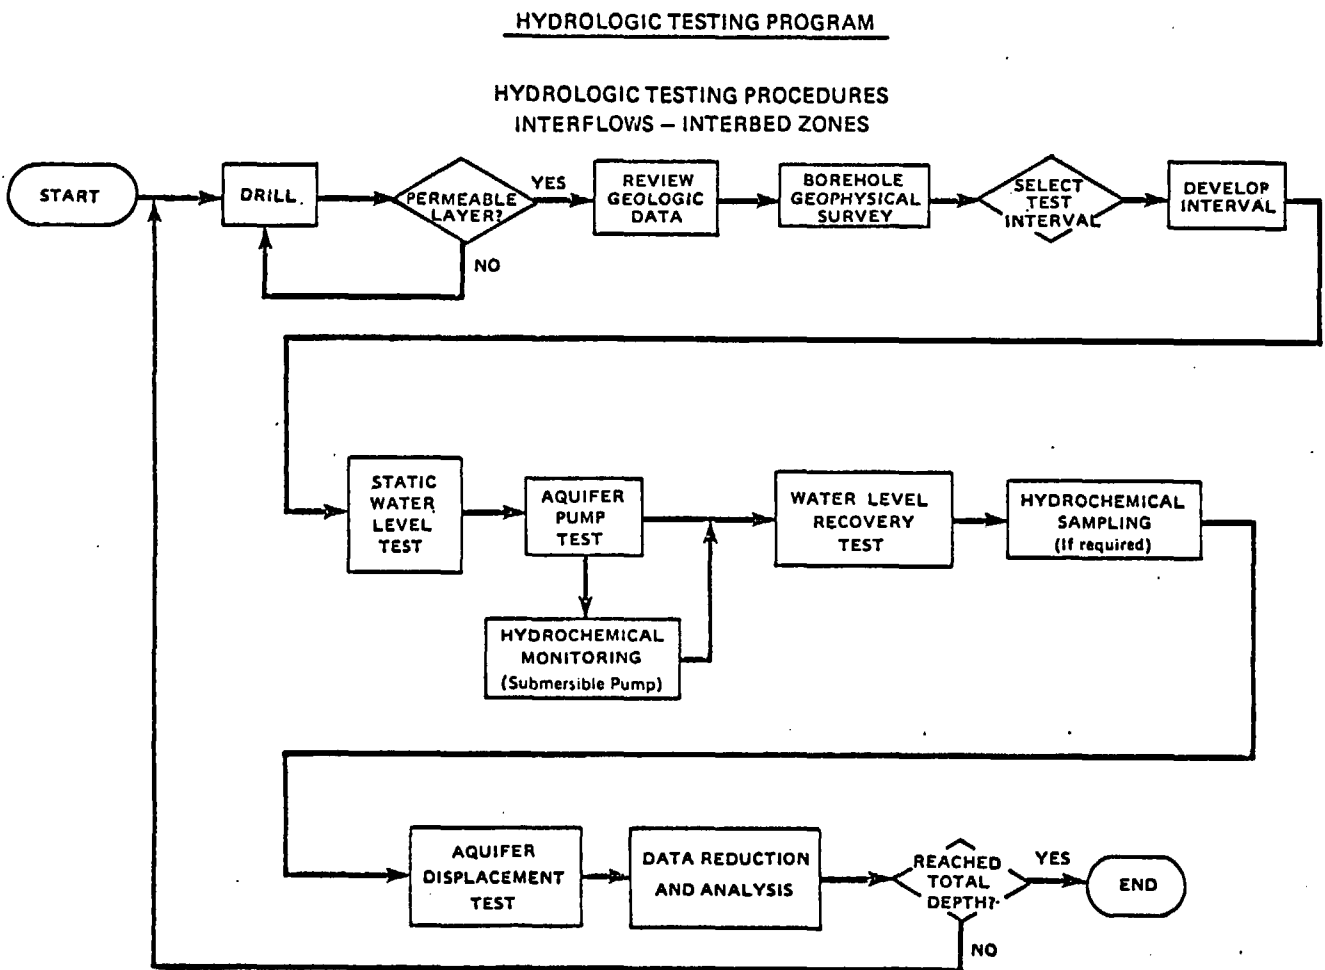 HYDROLOGIC TESTING PROGRAM
HYDROLOGIC TESTING PROCEDURES
INTERFLOWS – INTERBED ZONES
START
DRILL
PERMEABLE
LAYER?
YES
NO
REVIEW
GEOLOGIC
DATA
BOREHOLE
GEOPHYSICAL
SURVEY
SELECT
TEST
INTERVAL
DEVELOP
INTERVAL
STATIC
WATER
LEVEL
TEST
AQUIFER
PUMP
TEST
HYDROCHEMICAL
MONITORING
(Submersible Pump)
WATER LEVEL
RECOVERY
TEST
HYDROCHEMICAL
SAMPLING
(If required)
AQUIFER
DISPLACEMENT
TEST
DATA REDUCTION
AND ANALYSIS
REACHED
TOTAL
DEPTH?
YES
NO
END